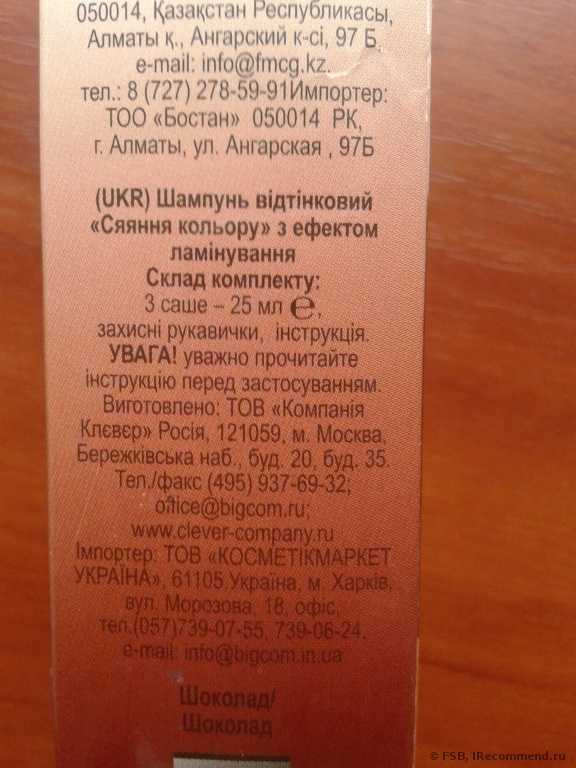 050014, Қазақстан Республикасы,
Алматы қ., Ангарский к-сі, 97 Б.
e-mail: info@fmcg.kz.
тел.: 8 (727) 278-59-91Импортер:
ТОО «Бостан» 050014 РК,
г. Алматы, ул. Ангарская , 97Б
(UKR) Шампунь відтінковий
«Сяяння кольору» з ефектом
ламінування
Склад комплекту:
3 саше – 25 мл ℮,
захисні рукавички, інструкція.
УВАГА! уважно прочитайте
інструкцію перед застосуванням.
Виготовлено: ТОВ «Компанія
Клєвєр» Росія, 121059, м. Москва,
Бережківська наб., буд. 20, буд. 35.
Тел./факс (495) 937-69-32;
office@bigcom.ru;
www.clever-company.ru
Імпортер: ТОВ «КОСМЕТІКМАРКЕТ
УКРАЇНА», 61105,Україна, м. Харків,
вул. Морозова, 18, офіс,
тел.(057)739-07-55, 739-06-24,
e-mail: info@bigcom.in.ua
Шоколад/
Шоколад
© FSB, IRecommend.ru